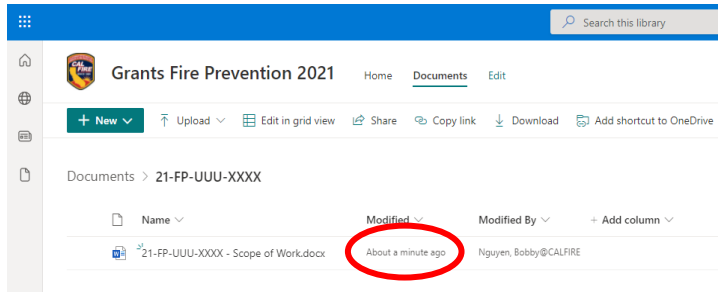 Search this library
CAL FIRE
Grants Fire Prevention 2021 Home Documents Edit
+ New Upload Edit in grid view Share Copy link Download Add shortcut to OneDrive
Documents > 21-FP-UUU-XXXX
Name Modified Modified By + Add column
21-FP-UUU-XXXX - Scope of Work.docx About a minute ago Nguyen, Bobby@CALFIRE